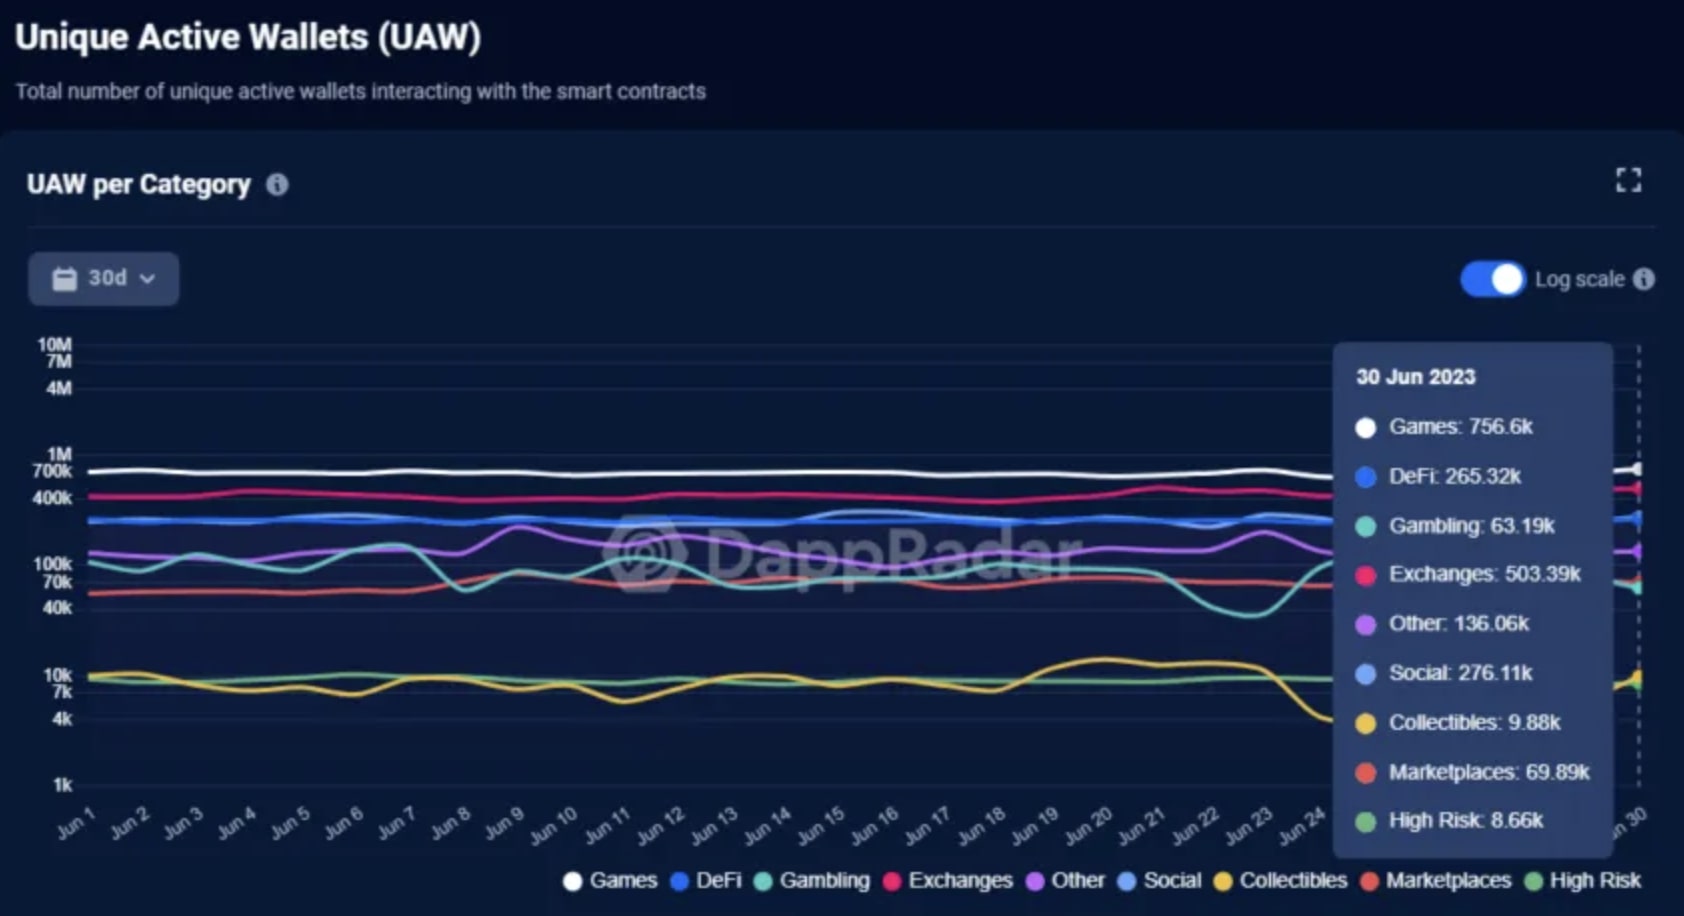 Unique Active Wallets (UAW)
Total number of unique active wallets interacting with the smart contracts
UAW per Category
30d
Log scale
10M
7M
4M
1M
700k
400k
100k
70k
40k
10k
7k
4k
1k
DappRadar
30 Jun 2023
Games: 756.6k
DeFi: 265.32k
Gambling: 63.19k
Exchanges: 503.39k
Other: 136.06k
Social: 276.11k
Collectibles: 9.88k
Marketplaces: 69.89k
High Risk: 8.66k
Jun 1 Jun 2 Jun 3 Jun 4 Jun 5 Jun 6 Jun 7 Jun 8 Jun 9 Jun 10 Jun 11 Jun 12 Jun 13 Jun 14 Jun 15 Jun 16 Jun 17 Jun 18 Jun 19 Jun 20 Jun 21 Jun 22 Jun 23 Jun 24 30
Games DeFi Gambling Exchanges Other Social Collectibles Marketplaces High Risk